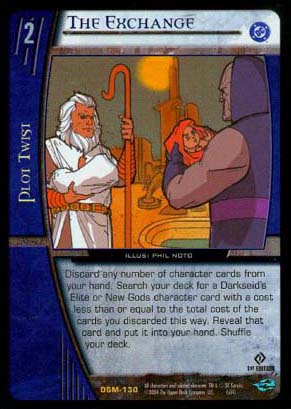 The Exchange
2
Plot Twist
Illus: Phil Noto
Discard any number of character cards from
your hand. Search your deck for a Darkseid's
Elite or New Gods character card with a cost
less than or equal to the total cost of the
cards you discarded this way. Reveal that
card and put it into your hand. Shuffle
your deck.
1st Edition
DSM-130